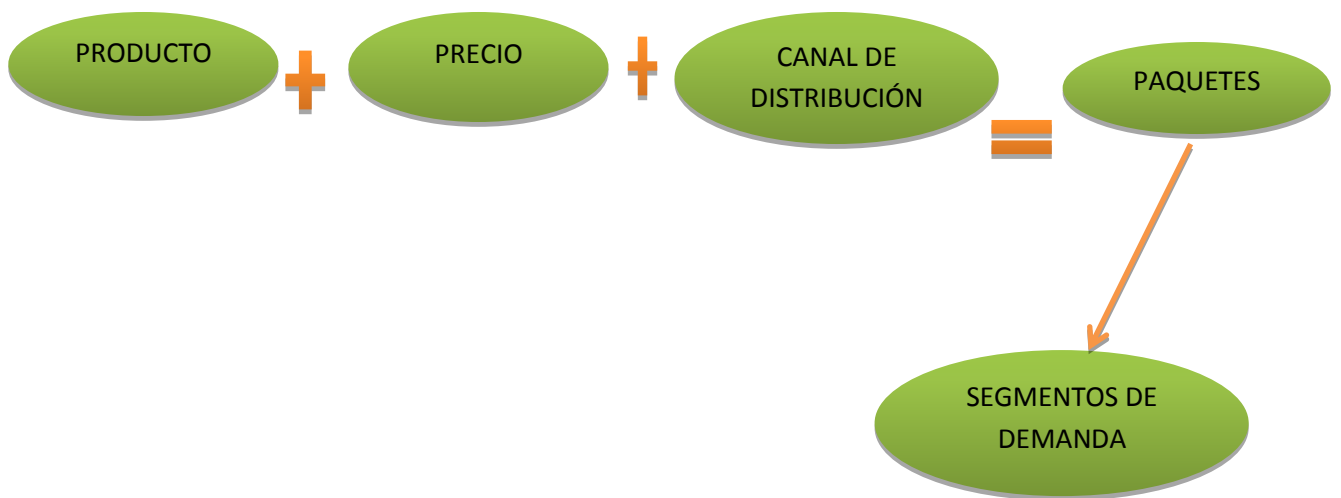 PRODUCTO
PRECIO
CANAL DE
DISTRIBUCIÓN
PAQUETES
SEGMENTOS DE
DEMANDA